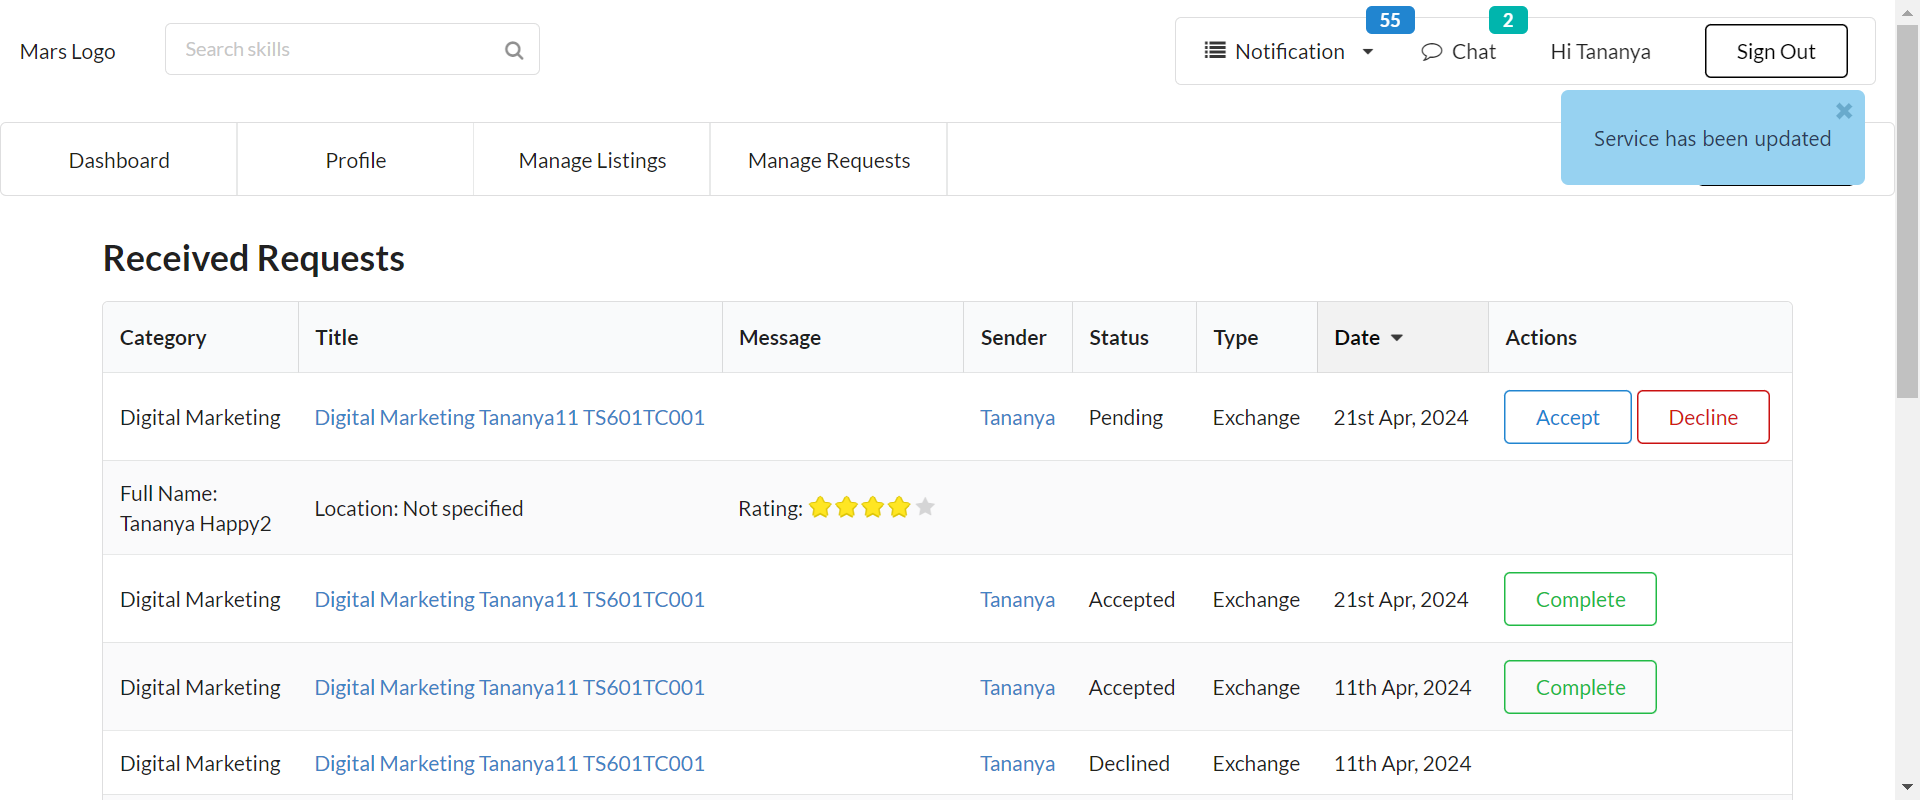 55
2
Mars Logo
Search skills
Notification
Chat
Hi Tananya
Sign Out
Service has been updated
Dashboard
Profile
Manage Listings
Manage Requests
Received Requests
Category Title Message Sender Status Type Date Actions
Digital Marketing Digital Marketing Tananya11 TS601TC001 Tananya Pending Exchange 21st Apr, 2024 Accept Decline
Full Name:
Tananya Happy2
Location: Not specified
Rating:
Digital Marketing Digital Marketing Tananya11 TS601TC001 Tananya Accepted Exchange 21st Apr, 2024 Complete
Digital Marketing Digital Marketing Tananya11 TS601TC001 Tananya Accepted Exchange 11th Apr, 2024 Complete
Digital Marketing Digital Marketing Tananya11 TS601TC001 Tananya Declined Exchange 11th Apr, 2024